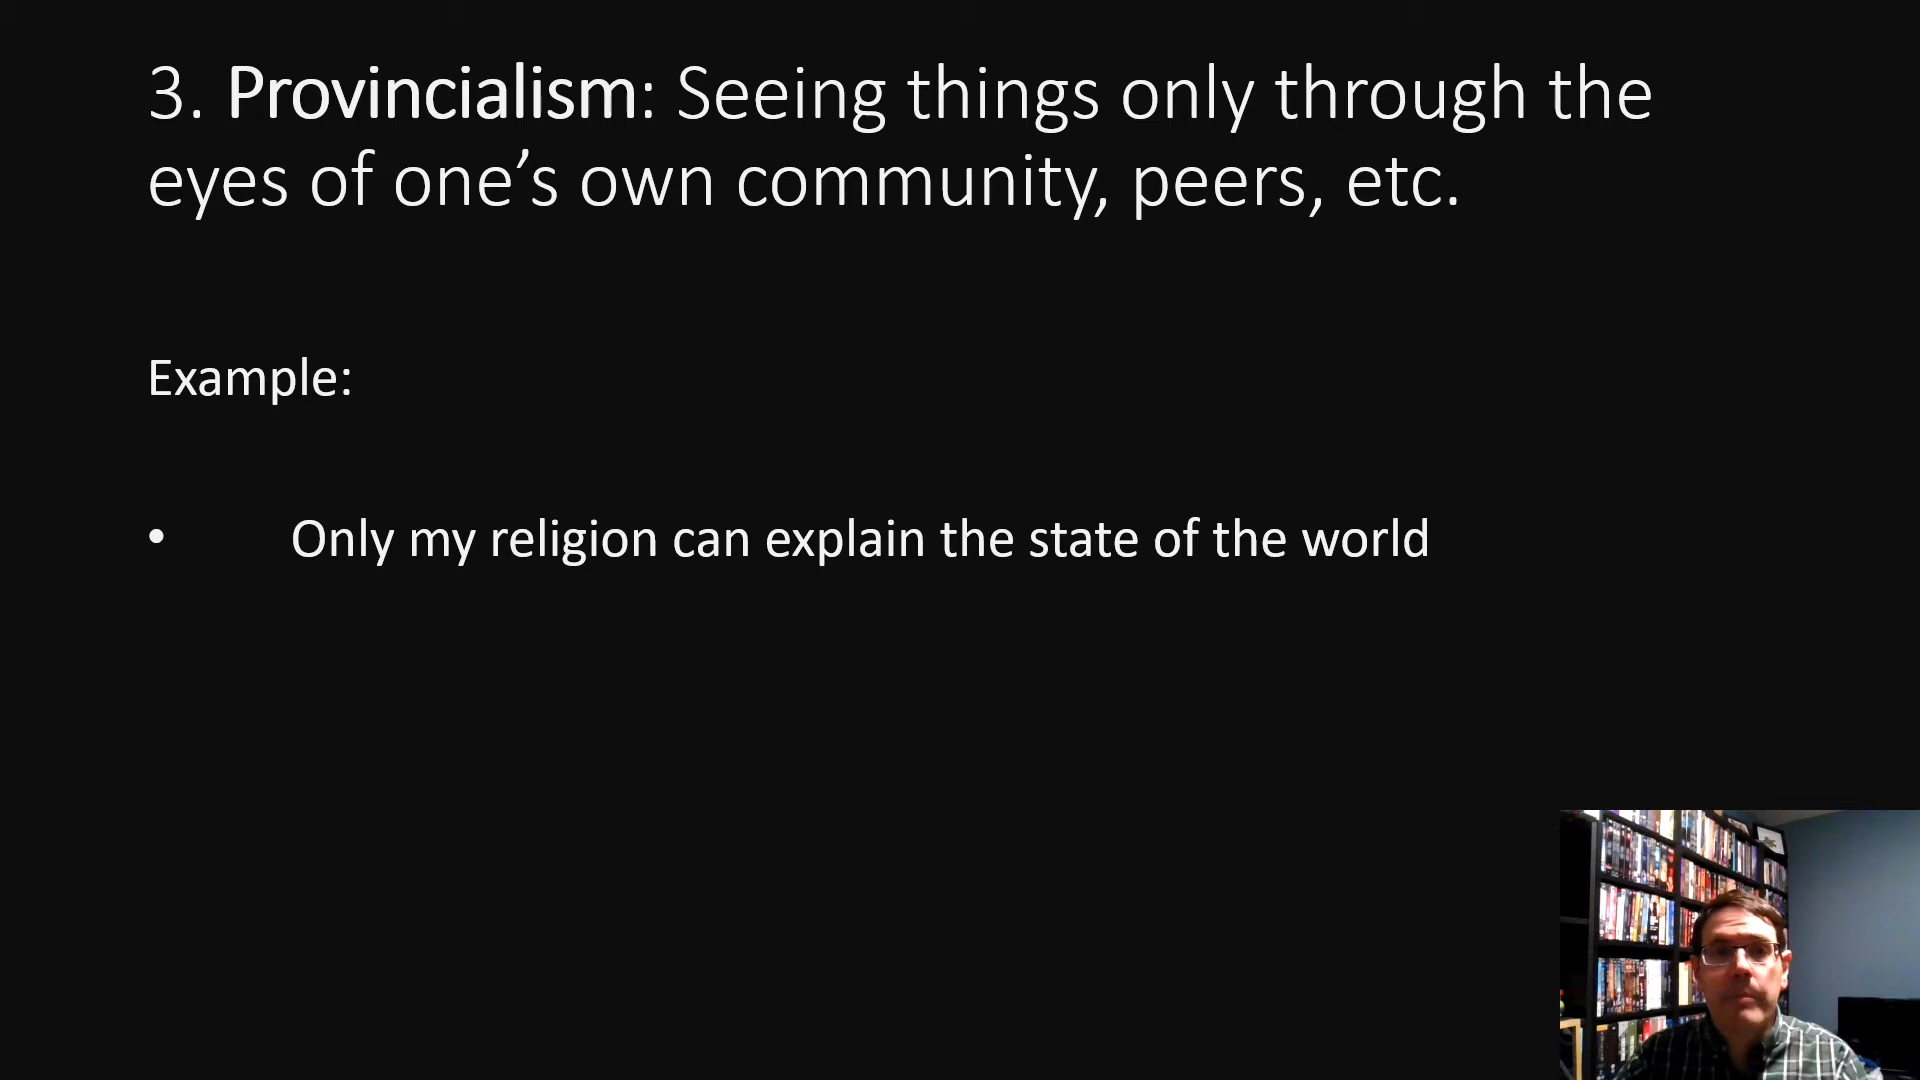 3. Provincialism: Seeing things only through the
eyes of one’s own community, peers, etc.
Example:
• Only my religion can explain the state of the world